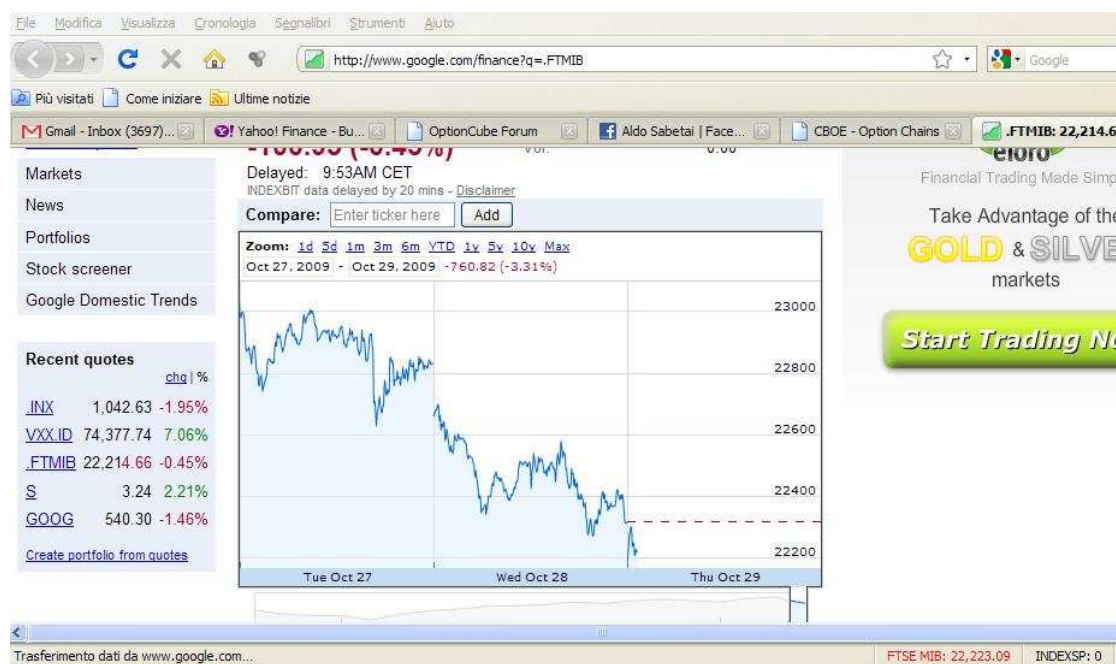 File Modifica Visualizza Cronologia Segnalibri Strumenti Aiuto
http://www.google.com/finance?q=.FTMIB
Google
Più visitati Come iniziare Ultime notizie
Gmail - Inbox (3697)... Yahoo! Finance - Bu... OptionCube Forum Aldo Sabetai | Face... CBOE - Option Chains .FTMIB: 22,214.6
Markets
News
Portfolios
Stock screener
Google Domestic Trends
Recent quotes
chg | %
.INX 1,042.63 -1.95%
VXX.ID 74,377.74 7.06%
.FTMIB 22,214.66 -0.45%
S 3.24 2.21%
GOOG 540.30 -1.46%
Create portfolio from quotes
Vol: 0.00
Delayed: 9:53AM CET
INDEXBIT data delayed by 20 mins - Disclaimer
Compare: Enter ticker here Add
Zoom: 1d 5d 1m 3m 6m YTD 1y 5y 10y Max
Oct 27, 2009 - Oct 29, 2009 -760.82 (-3.31%)
23000
22800
22600
22400
22200
Tue Oct 27 Wed Oct 28 Thu Oct 29
eToro
Financial Trading Made Simp
Take Advantage of the
GOLD & SILVE
markets
Start Trading No
Trasferimento dati da www.google.com...
FTSE MIB: 22,223.09 INDEXSP: 0